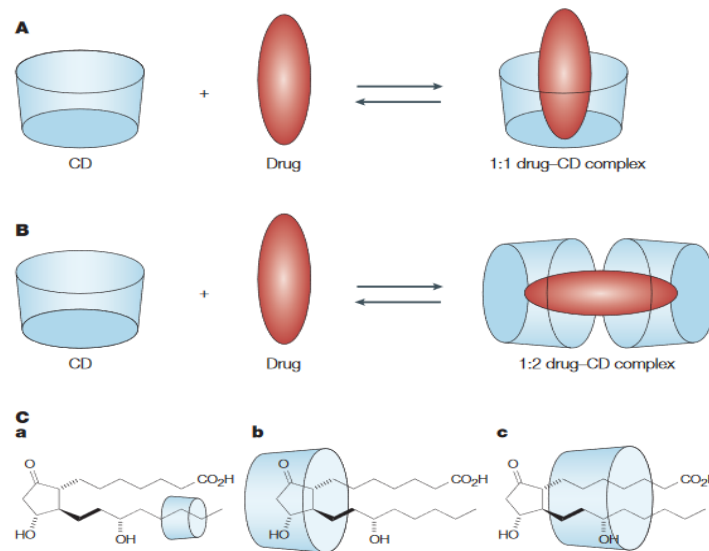 A
+
CD
Drug
1:1 drug–CD complex
B
+
CD
Drug
1:2 drug–CD complex
C
a
b
c
O
CO₂H
HO
OH
O
CO₂H
HO
OH
O
CO₂H
HO
OH